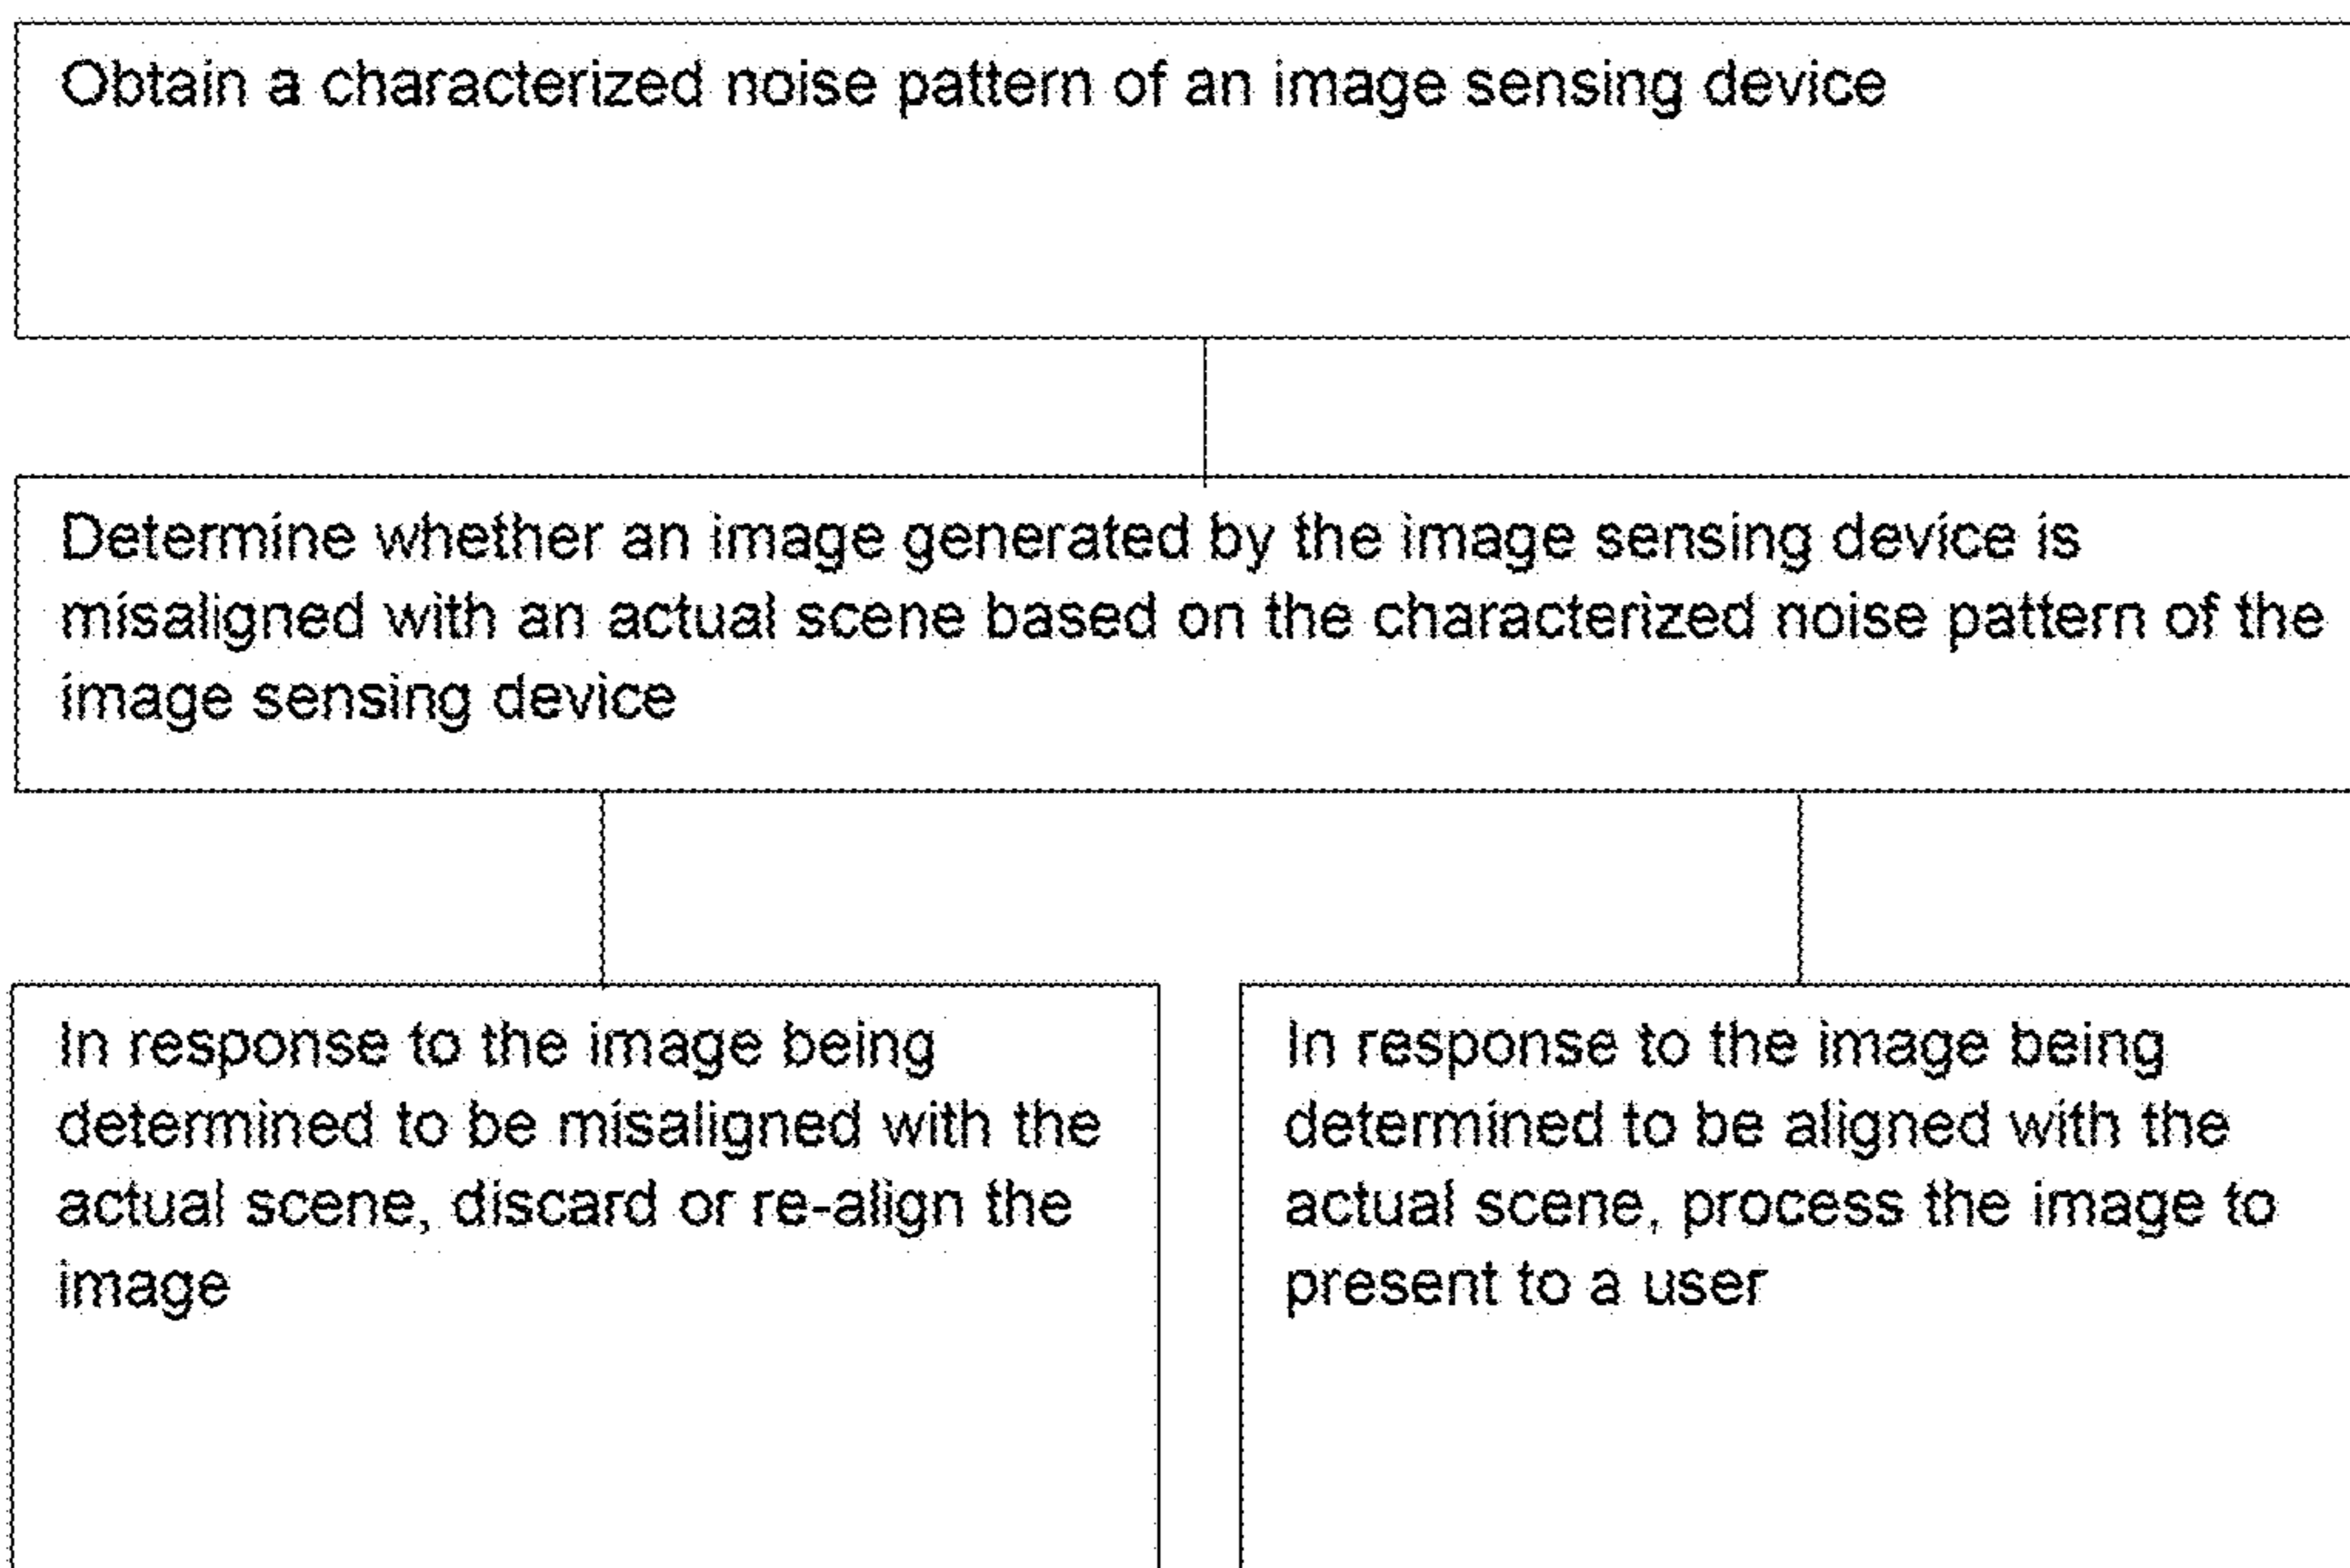 Obtain a characterized noise pattern of an image sensing device
Determine whether an image generated by the image sensing device is
misaligned with an actual scene based on the characterized noise pattern of the
image sensing device
In response to the image being
determined to be misaligned with the
actual scene, discard or re-align the
image
In response to the image being
determined to be aligned with the
actual scene, process the image to
present to a user